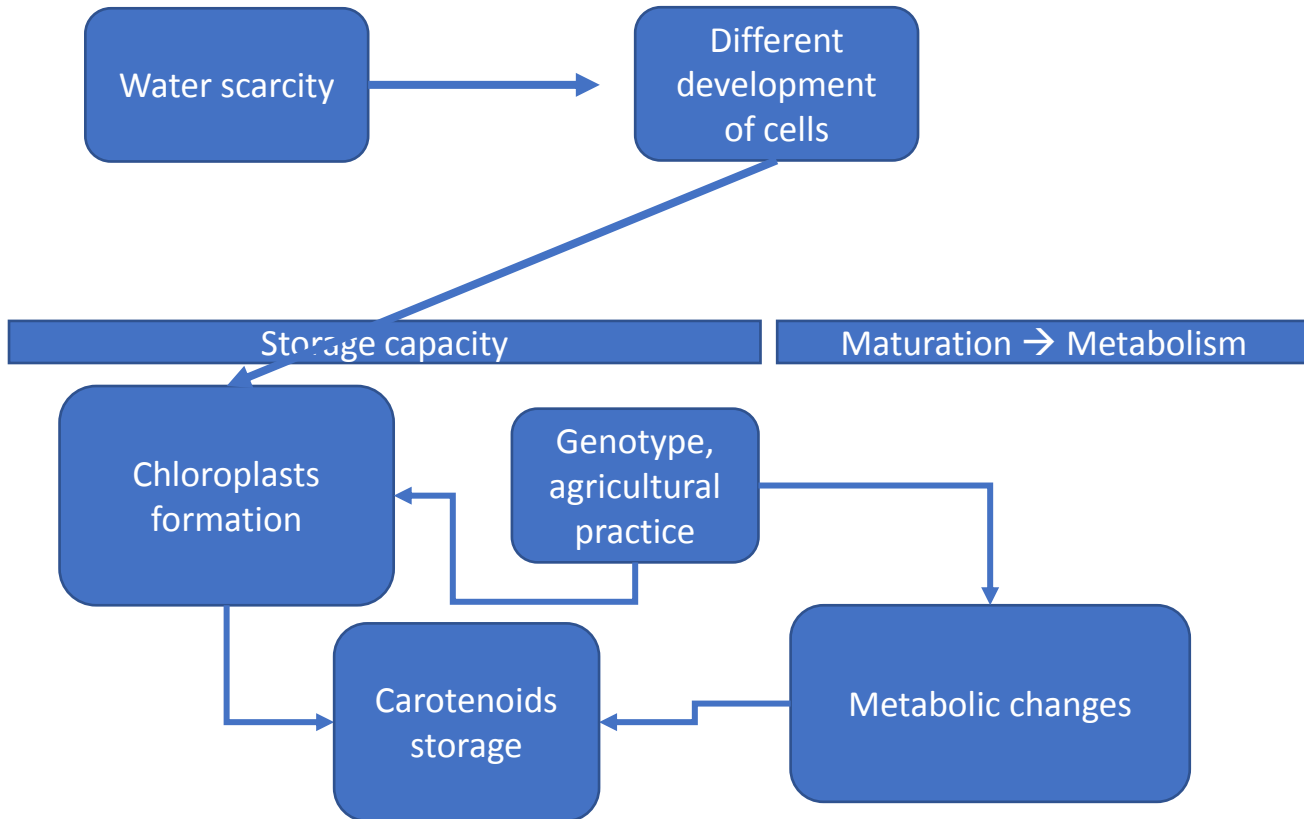 Water scarcity
Different
development
of cells
Storage capacity
Maturation → Metabolism
Chloroplasts
formation
Genotype,
agricultural
practice
Carotenoids
storage
Metabolic changes